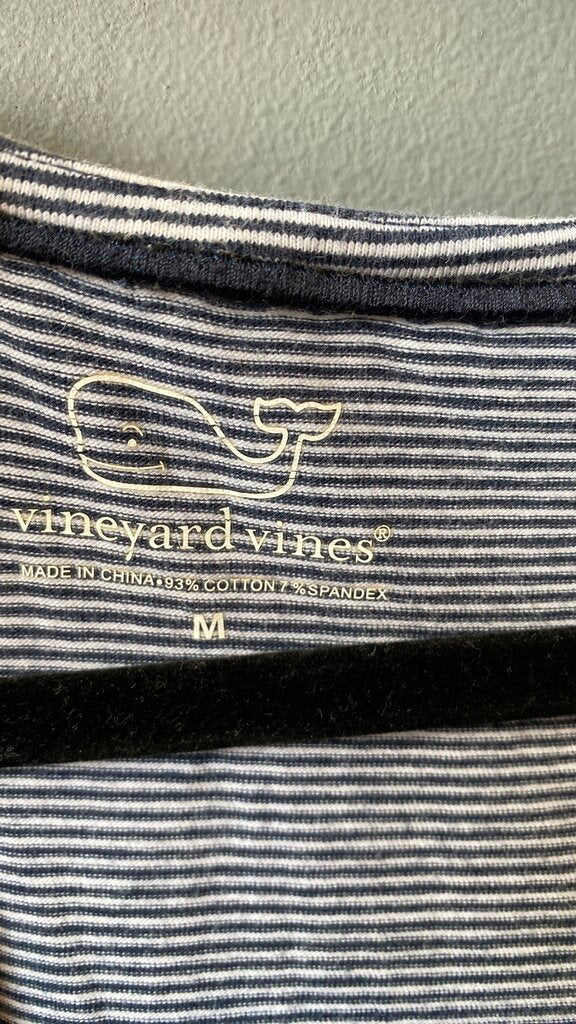 vineyard vines®
MADE IN CHINA•93% COTTON 7 %SPANDEX
M